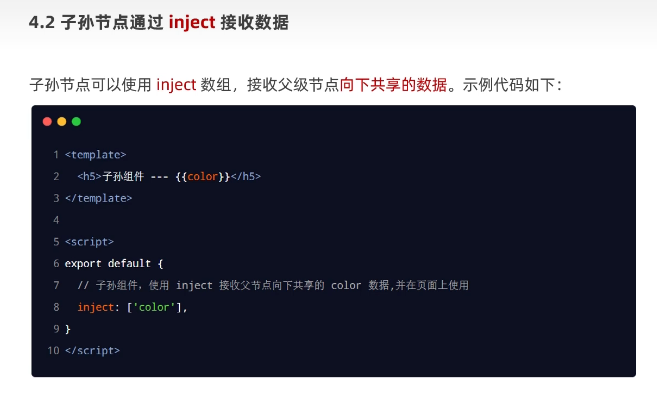 4.2 子孙节点通过 inject 接收数据
子孙节点可以使用 inject 数组，接收父级节点向下共享的数据。示例代码如下：
1 <template>
2   <h5>子孙组件 --- {{color}}</h5>
3 </template>
4
5 <script>
6 export default {
7   // 子孙组件，使用 inject 接收父节点向下共享的 color 数据,并在页面上使用
8   inject: ['color'],
9 }
10 </script>